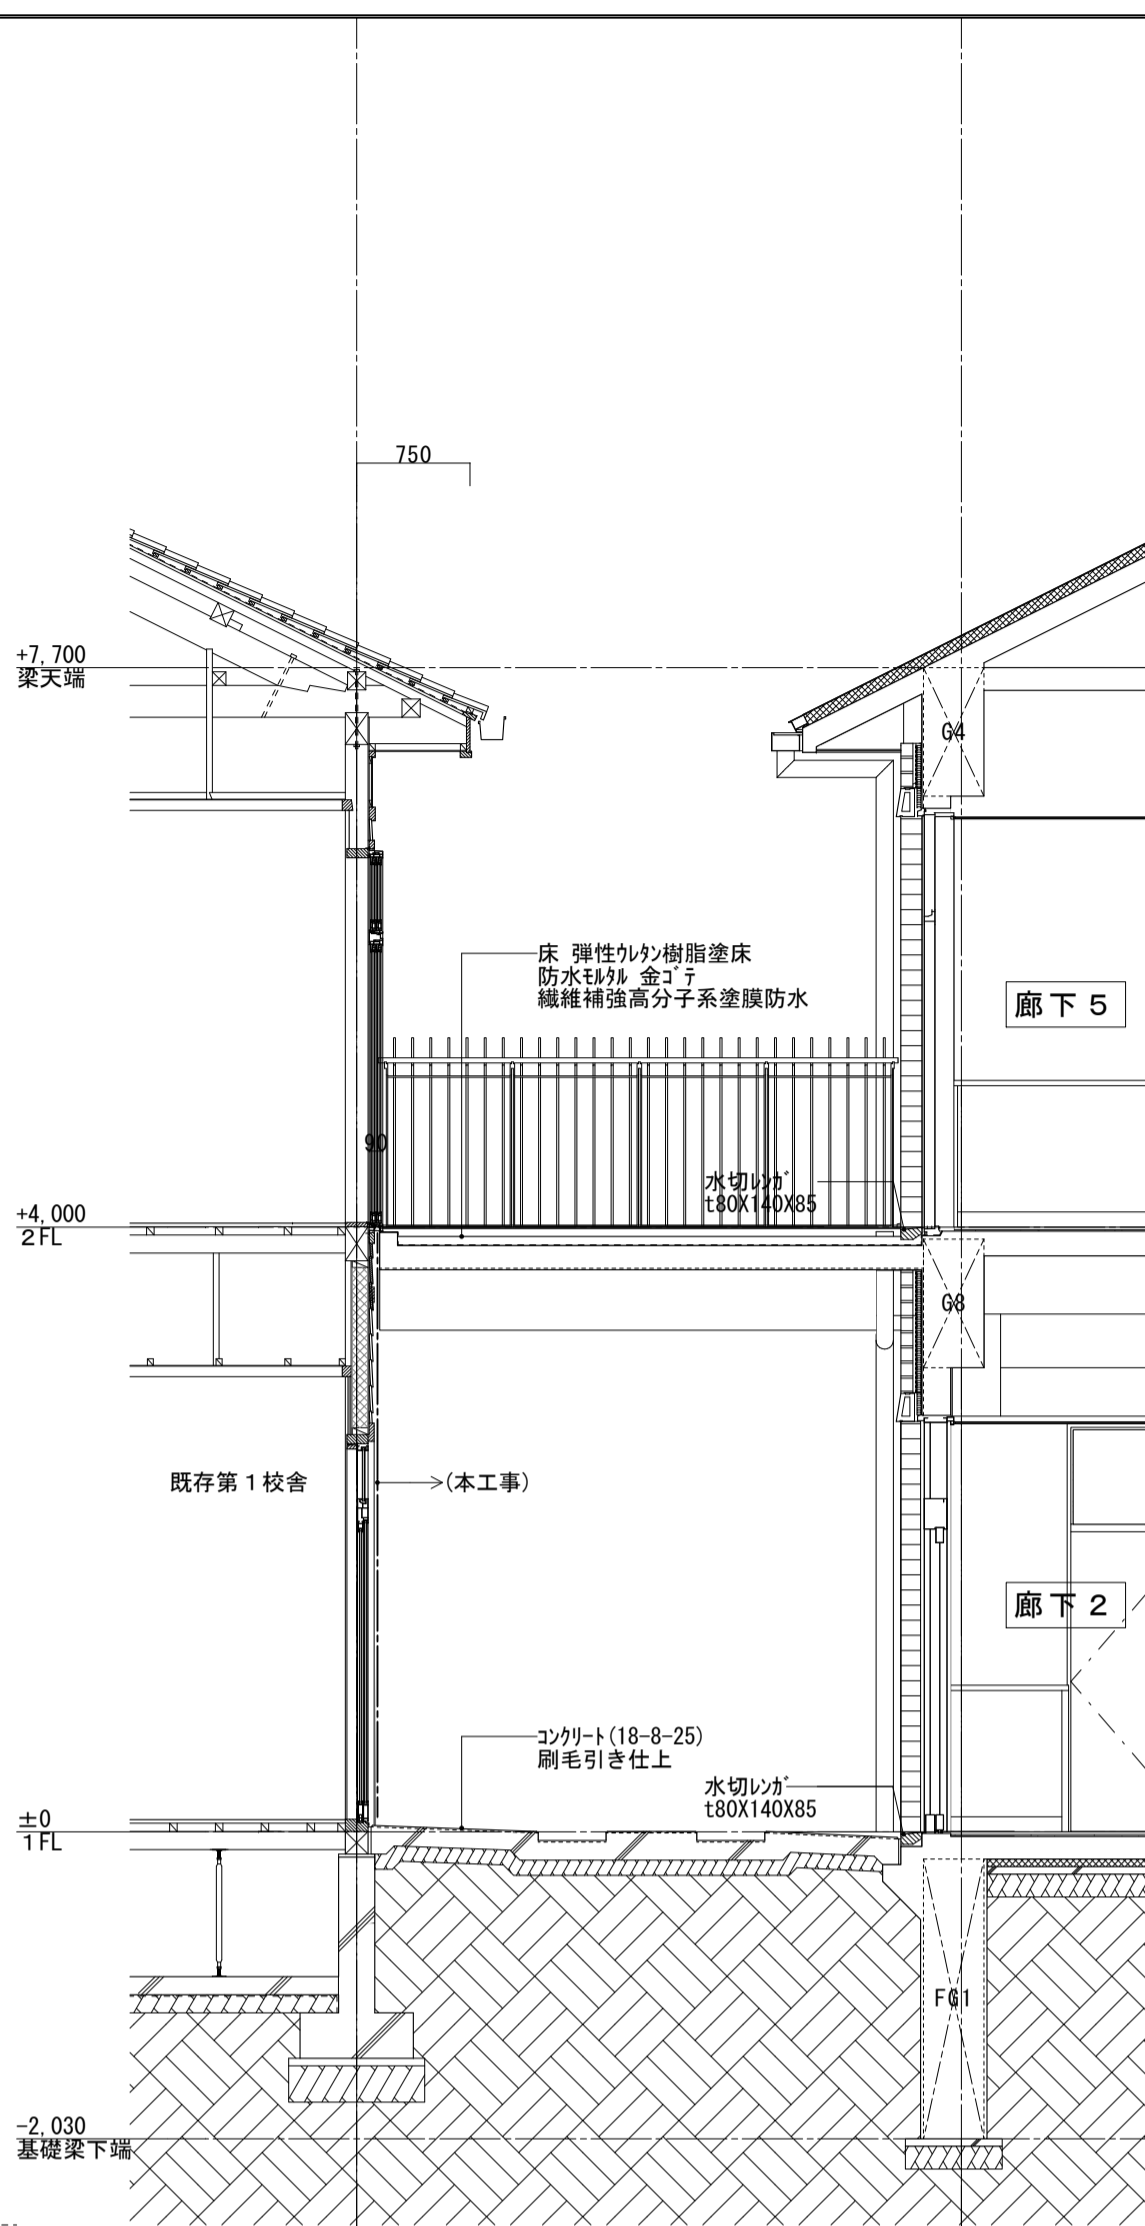 750
+7,700
梁天端
G4
床 弾性ｳﾚﾀﾝ樹脂塗床
防水ﾓﾙﾀﾙ 金ｺﾞﾃ
繊維補強高分子系塗膜防水
廊下５
90
水切ﾚﾝｶﾞ
t80X140X85
+4,000
２FL
G8
既存第１校舎
(本工事)
廊下２
ｺﾝｸﾘｰﾄ(18-8-25)
刷毛引き仕上
水切ﾚﾝｶﾞ
t80X140X85
±0
１FL
FG1
-2,030
基礎梁下端